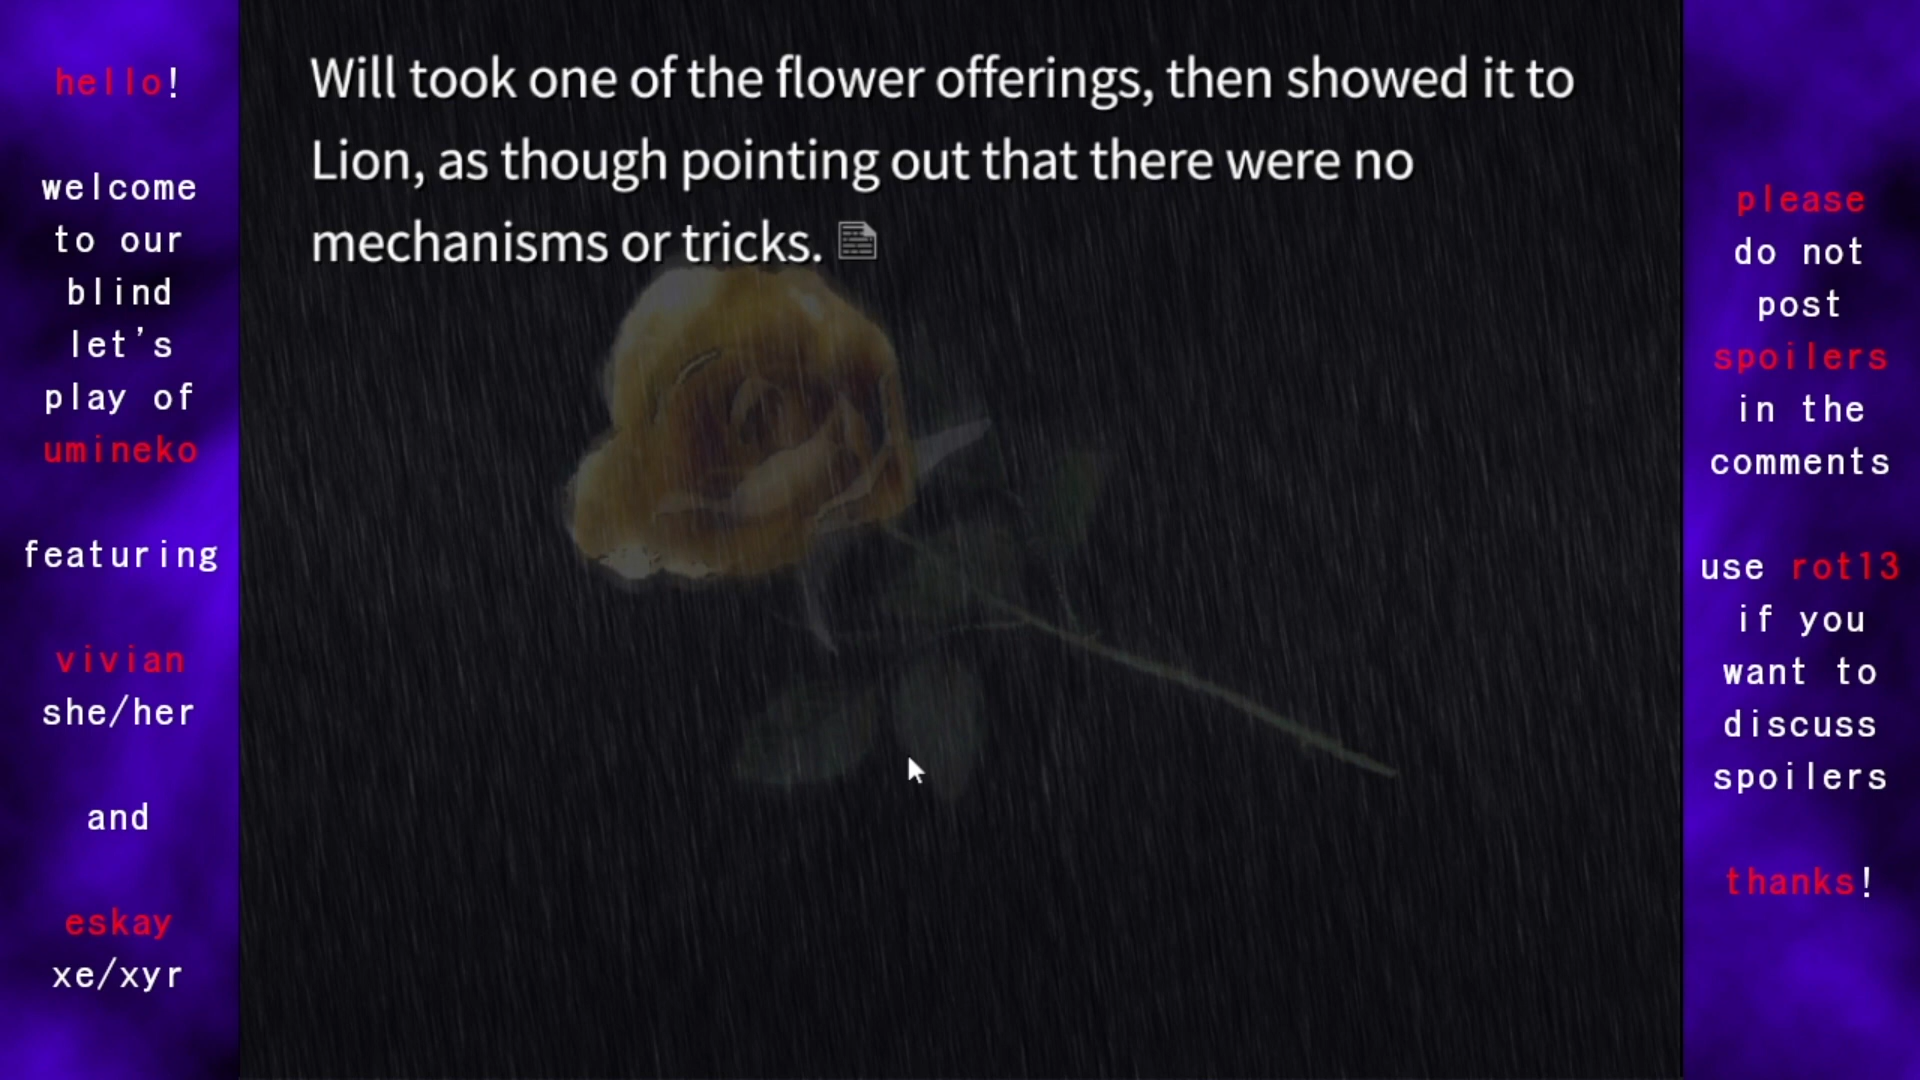 hello!
welcome
to our
blind
let's
play of
umineko
featuring
vivian
she/her
and
eskay
xe/xyr
Will took one of the flower offerings, then showed it to
Lion, as though pointing out that there were no
mechanisms or tricks.
please
do not
post
spoilers
in the
comments
use rot13
if you
want to
discuss
spoilers
thanks!